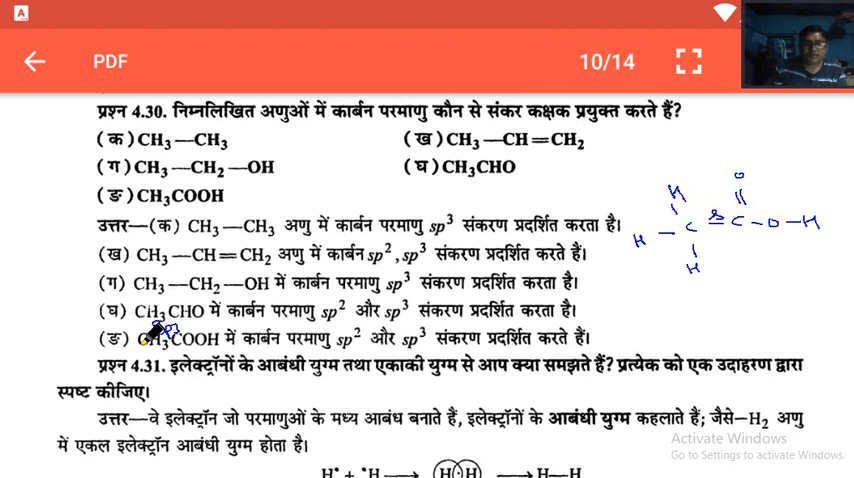 A
PDF
10/14
प्रश्न 4.30. निम्नलिखित अणुओं में कार्बन परमाणु कौन से संकर कक्षक प्रयुक्त करते हैं?
(क) CH₃—CH₃ (ख) CH₃—CH=CH₂
(ग) CH₃—CH₂—OH (घ) CH₃CHO
(ङ) CH₃COOH
उत्तर—(क) CH₃—CH₃ अणु में कार्बन परमाणु sp³ संकरण प्रदर्शित करता है।
(ख) CH₃—CH=CH₂ अणु में कार्बन sp², sp³ संकरण प्रदर्शित करते हैं।
(ग) CH₃—CH₂—OH में कार्बन परमाणु sp³ संकरण प्रदर्शित करता है।
(घ) CH₃CHO में कार्बन परमाणु sp² और sp³ संकरण प्रदर्शित करता है।
sp3
(ङ) CH₃COOH में कार्बन परमाणु sp² और sp³ संकरण प्रदर्शित करते हैं।
O
H
H — C C — O — H
H
प्रश्न 4.31. इलेक्ट्रॉनों के आबंधी युग्म तथा एकाकी युग्म से आप क्या समझते हैं? प्रत्येक को एक उदाहरण द्वारा
स्पष्ट कीजिए।
उत्तर—वे इलेक्ट्रॉन जो परमाणुओं के मध्य आबंध बनाते हैं, इलेक्ट्रॉनों के आबंधी युग्म कहलाते हैं; जैसे—H₂ अणु
में एकल इलेक्ट्रॉन आबंधी युग्म होता है।
H• + •H ⟶ H••H ⟶ H—H
Activate Windows
Go to Settings to activate Windows.